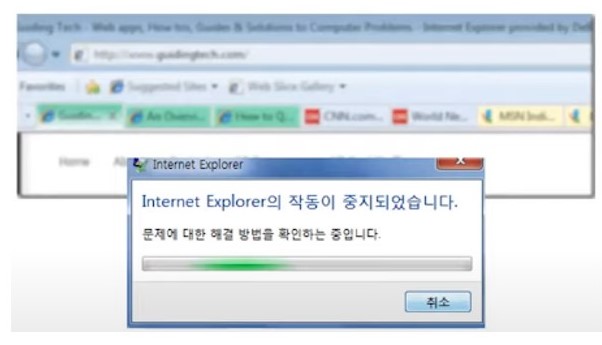 Guiding Tech - Web apps, How tos, Guides & Solutions to Computer Problems - Internet Explorer provided by Dell
http://www.guidingtech.com/
Favorites Suggested Sites Web Slice Gallery
Guidin... An Overvi... How to Q... CNN.com... World Ne... MSN Indi...
Home
Internet Explorer
Internet Explorer의 작동이 중지되었습니다.
문제에 대한 해결 방법을 확인하는 중입니다.
취소